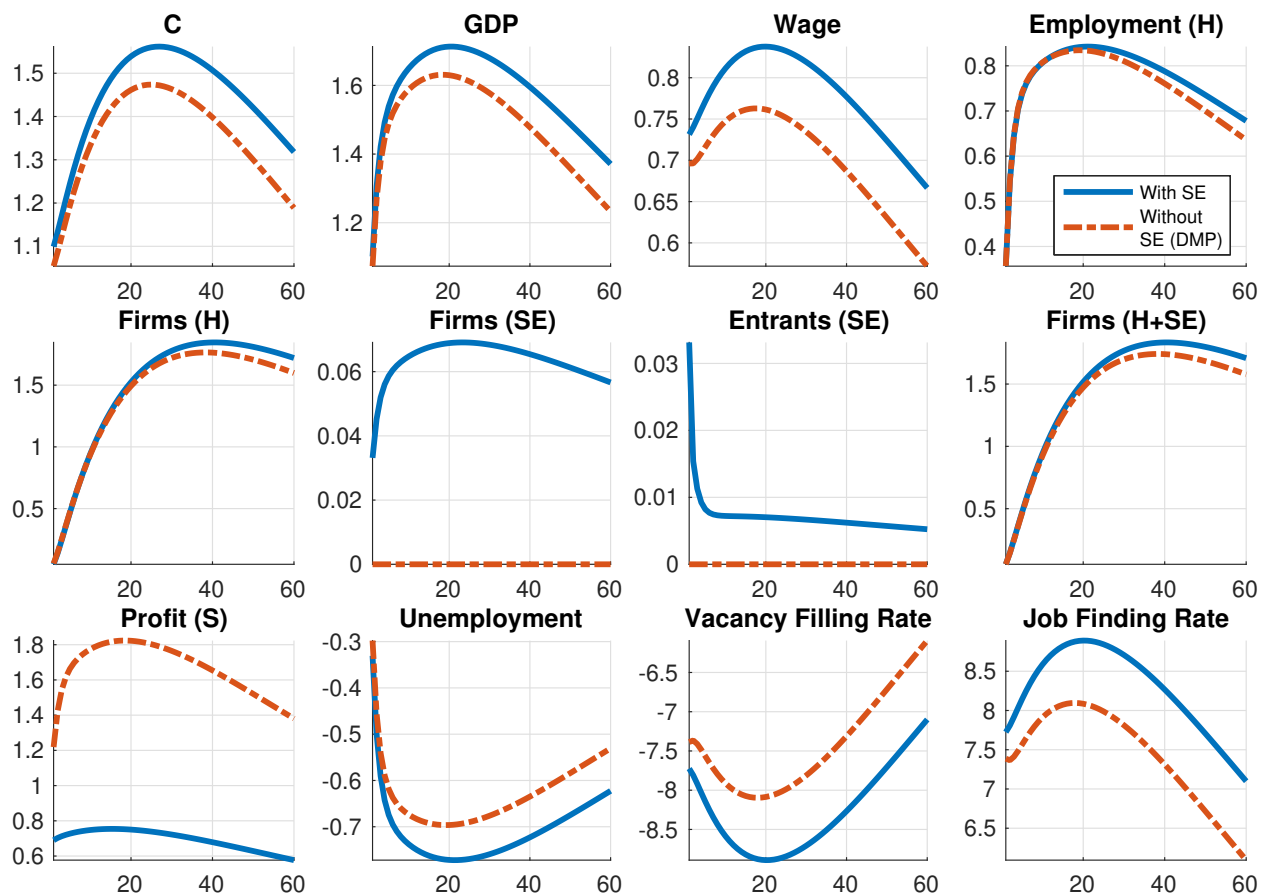 C
GDP
Wage
Employment (H)
1.5
1.4
1.3
1.2
1.1
20 40 60
1.6
1.4
1.2
20 40 60
0.8
0.75
0.7
0.65
0.6
20 40 60
0.8
0.7
0.6
0.5
0.4
With SE
Without
SE (DMP)
20 40 60
Firms (H)
Firms (SE)
Entrants (SE)
Firms (H+SE)
1.5
1
0.5
20 40 60
0.06
0.04
0.02
0
20 40 60
0.03
0.02
0.01
0
20 40 60
1.5
1
0.5
20 40 60
Profit (S)
Unemployment
Vacancy Filling Rate
Job Finding Rate
1.8
1.6
1.4
1.2
1
0.8
0.6
20 40 60
-0.3
-0.4
-0.5
-0.6
-0.7
20 40 60
-6.5
-7
-7.5
-8
-8.5
20 40 60
8.5
8
7.5
7
6.5
20 40 60